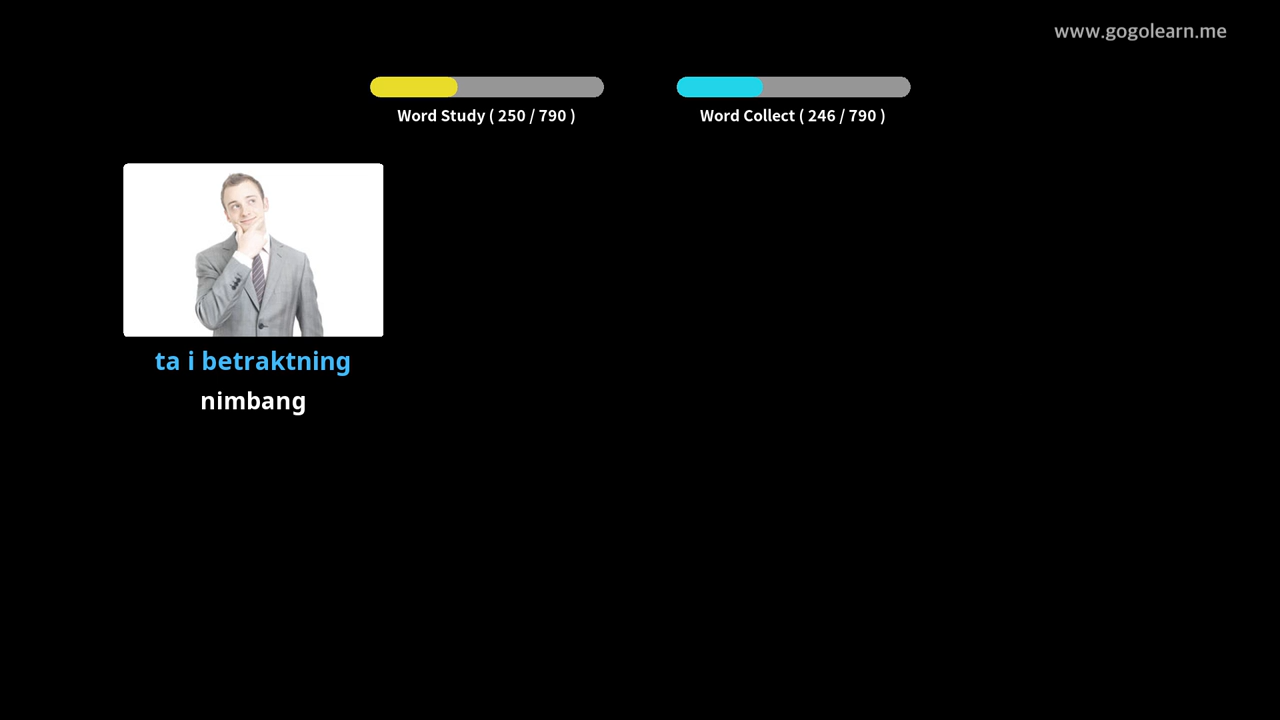 www.gogolearn.me
Word Study ( 250 / 790 )
Word Collect ( 246 / 790 )
ta i betraktning
nimbang